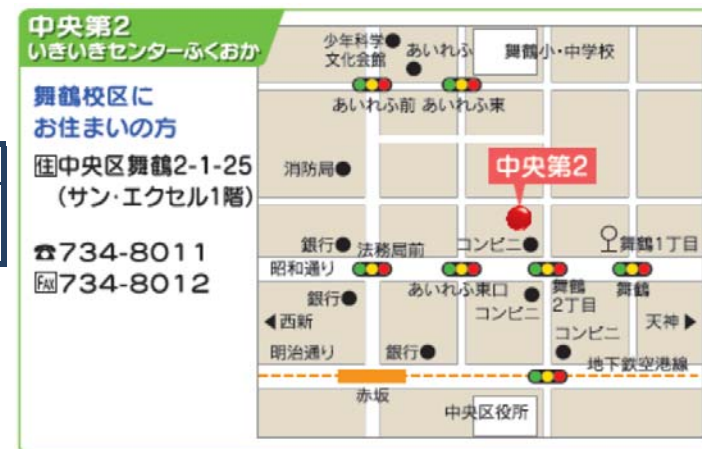 中央第2
いきいきセンターふくおか
舞鶴校区に
お住まいの方
住中央区舞鶴2-1-25
(サン・エクセル1階)
☎734-8011
FAX734-8012
少年科学
文化会館
あいれふ
舞鶴小・中学校
あいれふ前
あいれふ東
消防局
中央第2
銀行
法務局前
コンビニ
舞鶴1丁目
昭和通り
銀行
あいれふ東口
コンビニ
舞鶴
2丁目
舞鶴
◀西新
コンビニ
天神▶
明治通り
銀行
地下鉄空港線
赤坂
中央区役所